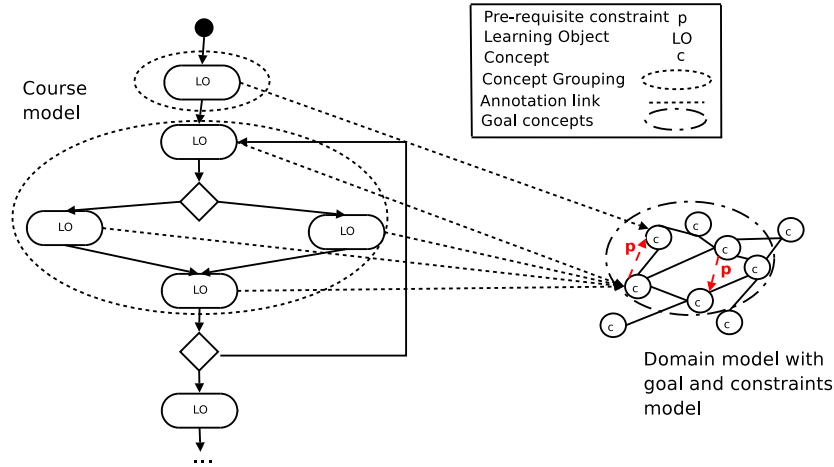 Pre-requisite constraint p
Learning Object LO
Concept c
Concept Grouping
Annotation link
Goal concepts
Course
model
LO
LO
LO
LO
LO
LO
...
c
c
c
c
c
c
c
c
c
p
p
Domain model with
goal and constraints
model